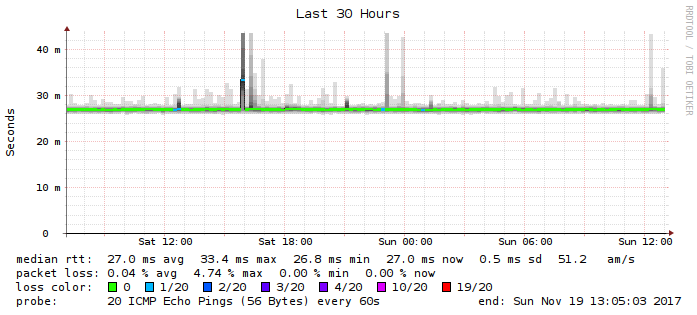 Last 30 Hours
RRDTOOL / TOBI OETIKER
Seconds
40 m
30 m
20 m
10 m
0
Sat 12:00 Sat 18:00 Sun 00:00 Sun 06:00 Sun 12:00
median rtt: 27.0 ms avg 33.4 ms max 26.8 ms min 27.0 ms now 0.5 ms sd 51.2 am/s
packet loss: 0.04 % avg 4.74 % max 0.00 % min 0.00 % now
loss color: 0 1/20 2/20 3/20 4/20 10/20 19/20
probe: 20 ICMP Echo Pings (56 Bytes) every 60s end: Sun Nov 19 13:05:03 2017